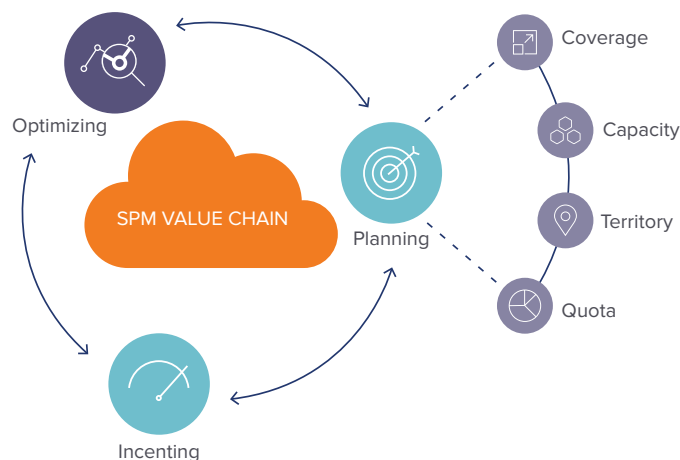 Coverage
Optimizing
Capacity
SPM VALUE CHAIN
Territory
Planning
Quota
Incenting